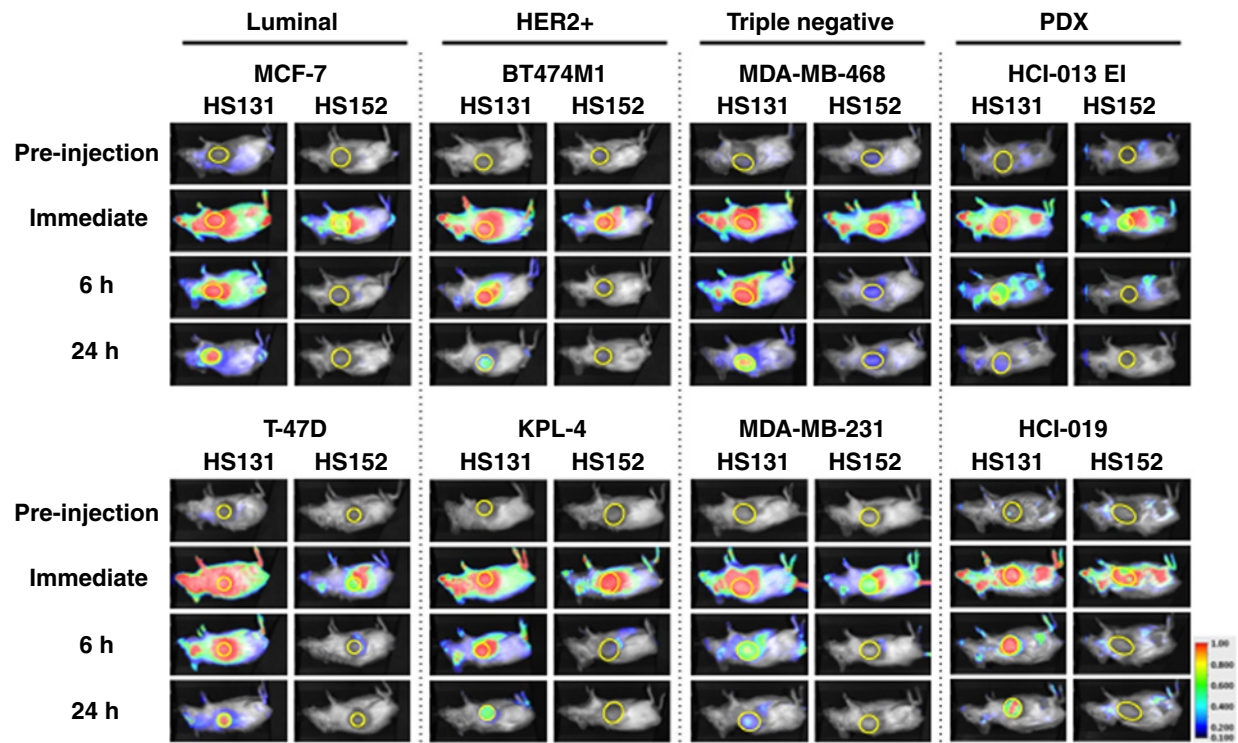 Luminal HER2+ Triple negative PDX
MCF-7 BT474M1 MDA-MB-468 HCI-013 EI
HS131 HS152 HS131 HS152 HS131 HS152 HS131 HS152
Pre-injection
Immediate
6 h
24 h
T-47D KPL-4 MDA-MB-231 HCI-019
HS131 HS152 HS131 HS152 HS131 HS152 HS131 HS152
Pre-injection
Immediate
6 h
24 h
1.00
0.800
0.600
0.400
0.200
0.100